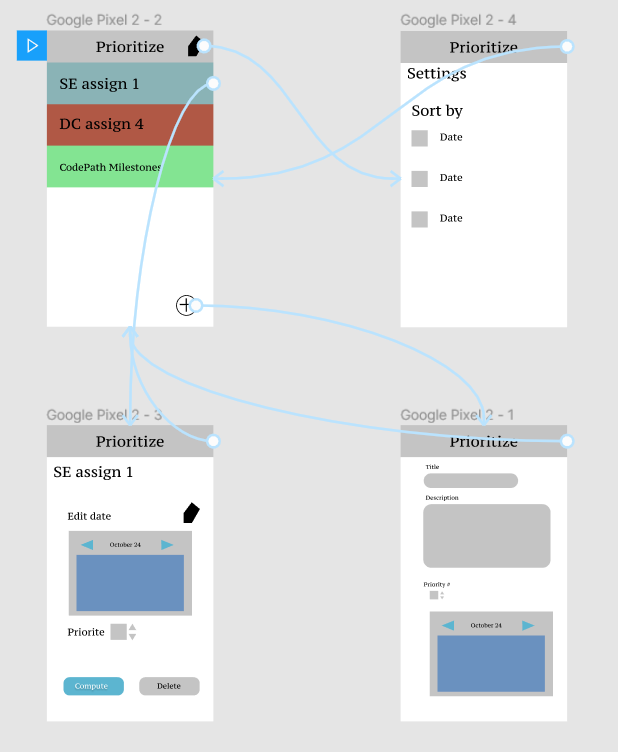 Google Pixel 2 - 2
Prioritize
SE assign 1
DC assign 4
CodePath Milestones
Google Pixel 2 - 4
Prioritize
Settings
Sort by
Date
Date
Date
Google Pixel 2 - 3
Prioritize
SE assign 1
Edit date
October 24
Priorite
Compute
Delete
Google Pixel 2 - 1
Prioritize
Title
Description
Priority #
October 24